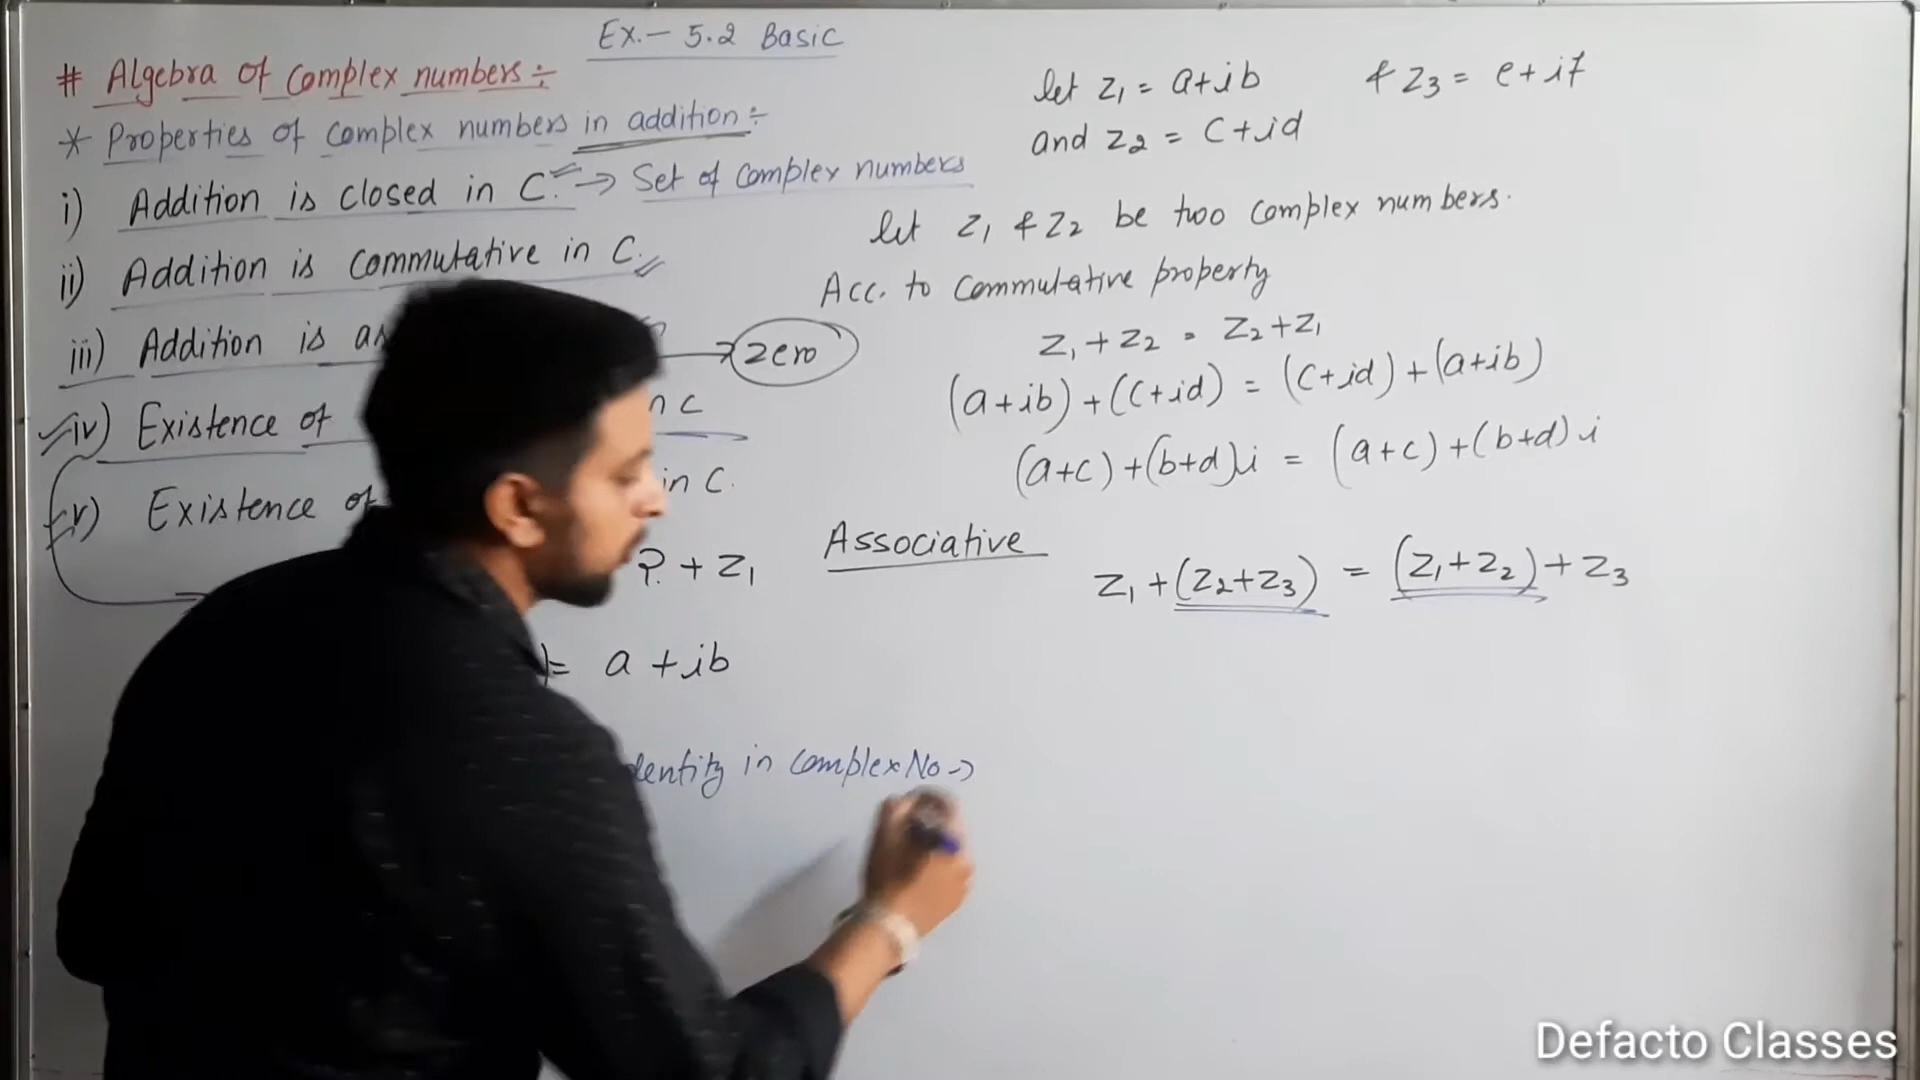 Ex.- 5.2 Basic
# Algebra of Complex numbers ÷
* Properties of Complex numbers in addition ÷
i) Addition is closed in C. → Set of Complex numbers
ii) Addition is Commutative in C.
iii) Addition is as
→ zero
iv) Existence of n C
v) Existence of in C.
? + z₁
= a + ib
dentity in Complex No →
let z₁ = a+ib & z₃ = e+if
and z₂ = C+id
let z₁ & z₂ be two Complex numbers.
Acc. to Commutative property
z₁ + z₂ = z₂ + z₁
(a+ib) + (C+id) = (C+id) + (a+ib)
(a+c) + (b+d)i = (a+c) + (b+d)i
Associative
z₁ + (z₂+z₃) = (z₁+z₂) + z₃
Defacto Classes